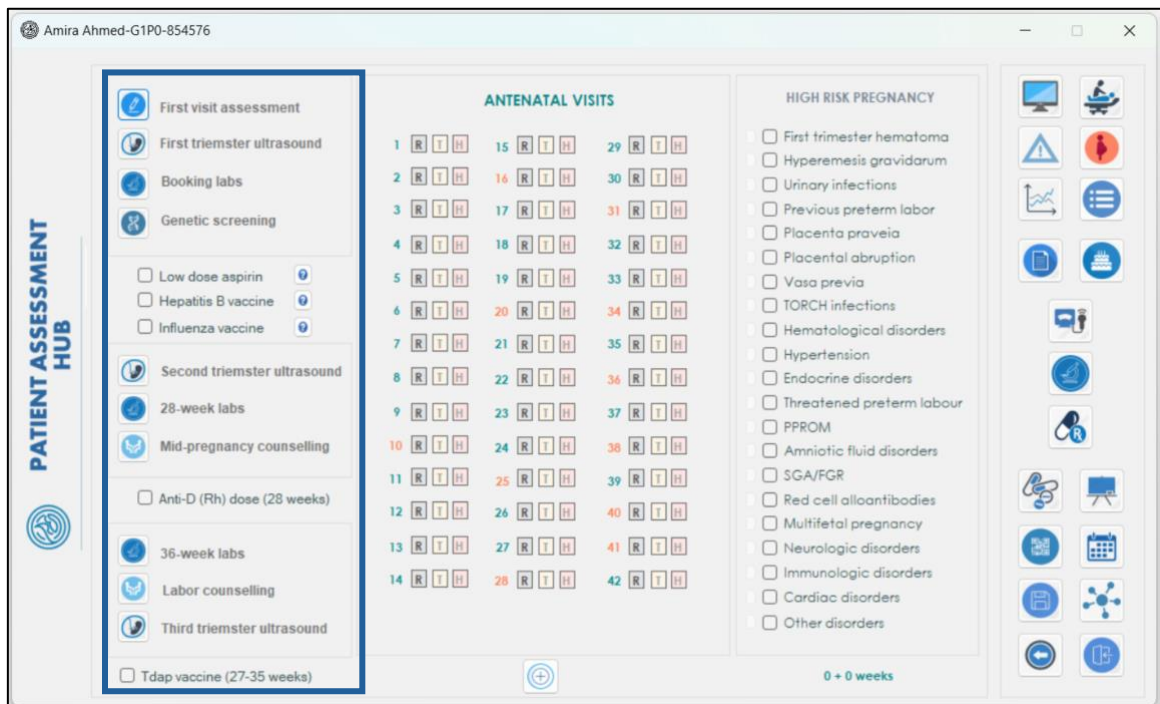 Amira Ahmed-G1P0-854576
PATIENT ASSESSMENT
HUB
First visit assessment
First triemster ultrasound
Booking labs
Genetic screening
Low dose aspirin
Hepatitis B vaccine
Influenza vaccine
Second triemster ultrasound
28-week labs
Mid-pregnancy counselling
Anti-D (Rh) dose (28 weeks)
36-week labs
Labor counselling
Third triemster ultrasound
Tdap vaccine (27-35 weeks)
ANTENATAL VISITS
1 R T H 15 R T H 29 R T H
2 R T H 16 R T H 30 R T H
3 R T H 17 R T H 31 R T H
4 R T H 18 R T H 32 R T H
5 R T H 19 R T H 33 R T H
6 R T H 20 R T H 34 R T H
7 R T H 21 R T H 35 R T H
8 R T H 22 R T H 36 R T H
9 R T H 23 R T H 37 R T H
10 R T H 24 R T H 38 R T H
11 R T H 25 R T H 39 R T H
12 R T H 26 R T H 40 R T H
13 R T H 27 R T H 41 R T H
14 R T H 28 R T H 42 R T H
HIGH RISK PREGNANCY
First trimester hematoma
Hyperemesis gravidarum
Urinary infections
Previous preterm labor
Placenta praveia
Placental abruption
Vasa previa
TORCH infections
Hematological disorders
Hypertension
Endocrine disorders
Threatened preterm labour
PPROM
Amniotic fluid disorders
SGA/FGR
Red cell alloantibodies
Multifetal pregnancy
Neurologic disorders
Immunologic disorders
Cardiac disorders
Other disorders
0 + 0 weeks